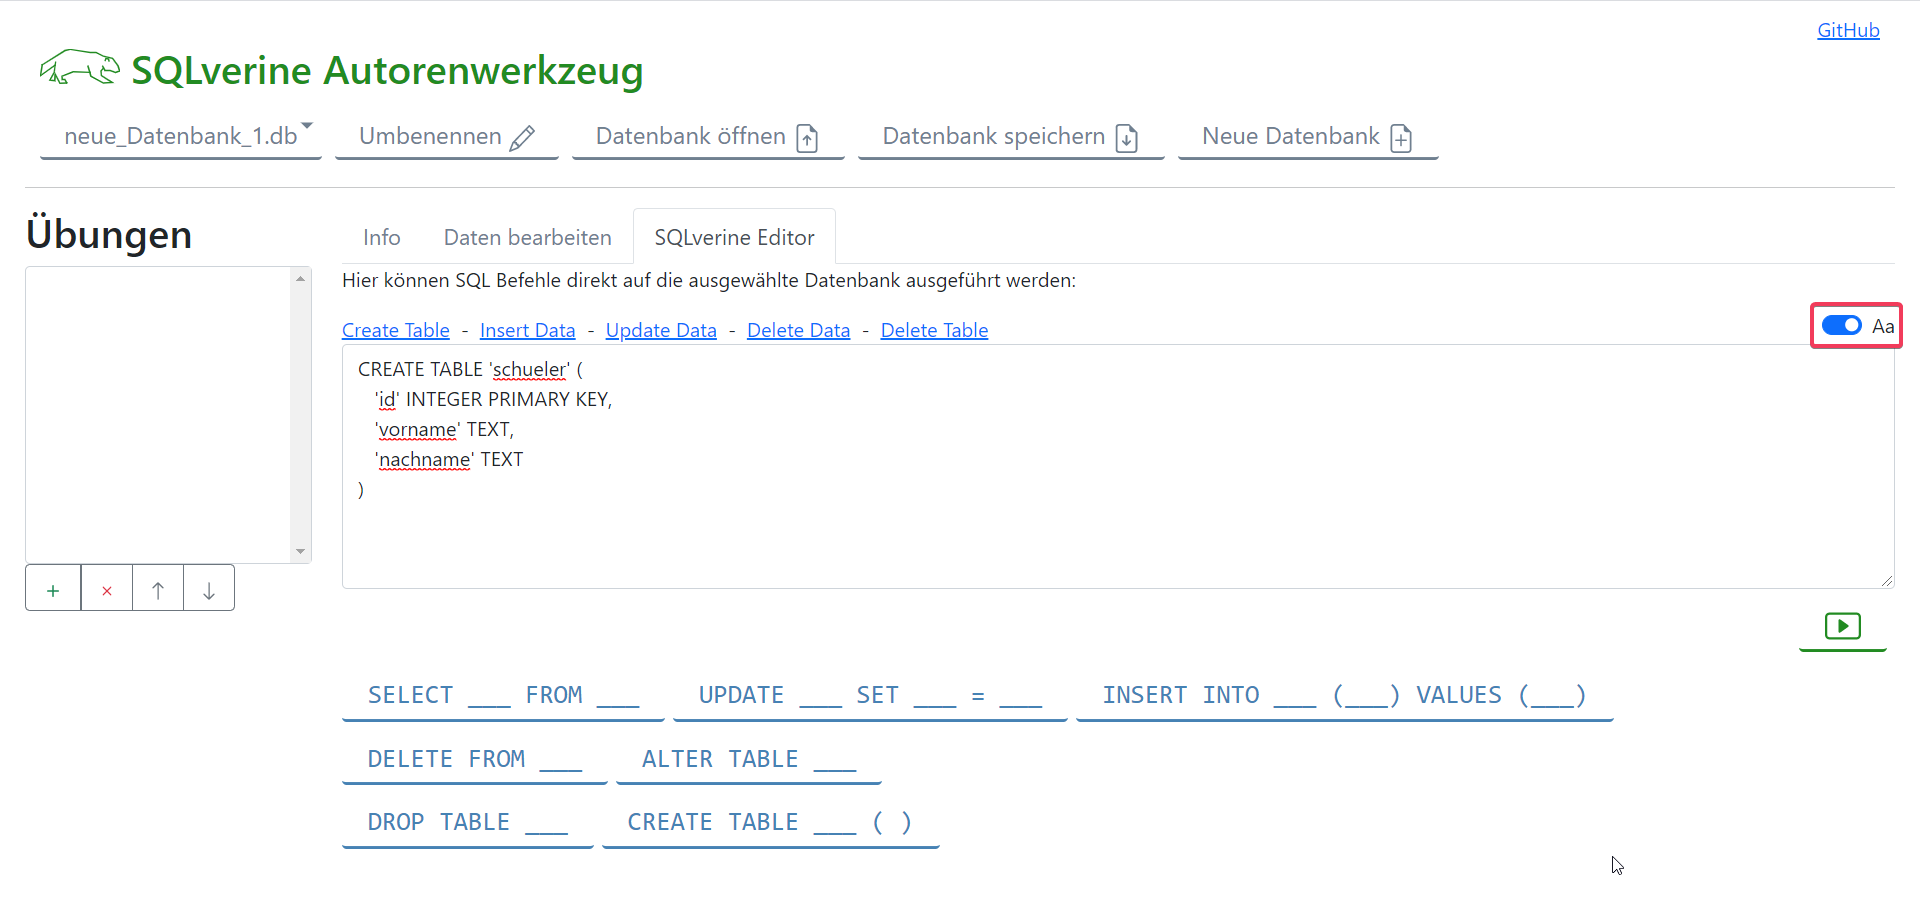 GitHub
SQLverine Autorenwerkzeug
neue_Datenbank_1.db Umbenennen Datenbank öffnen Datenbank speichern Neue Datenbank
Übungen
Info Daten bearbeiten SQLverine Editor
Hier können SQL Befehle direkt auf die ausgewählte Datenbank ausgeführt werden:
Create Table - Insert Data - Update Data - Delete Data - Delete Table
Aa
CREATE TABLE 'schueler' (
'id' INTEGER PRIMARY KEY,
'vorname' TEXT,
'nachname' TEXT
)
SELECT ___ FROM ___ UPDATE ___ SET ___ = ___ INSERT INTO ___ (___) VALUES (___)
DELETE FROM ___ ALTER TABLE ___
DROP TABLE ___ CREATE TABLE ___ ( )